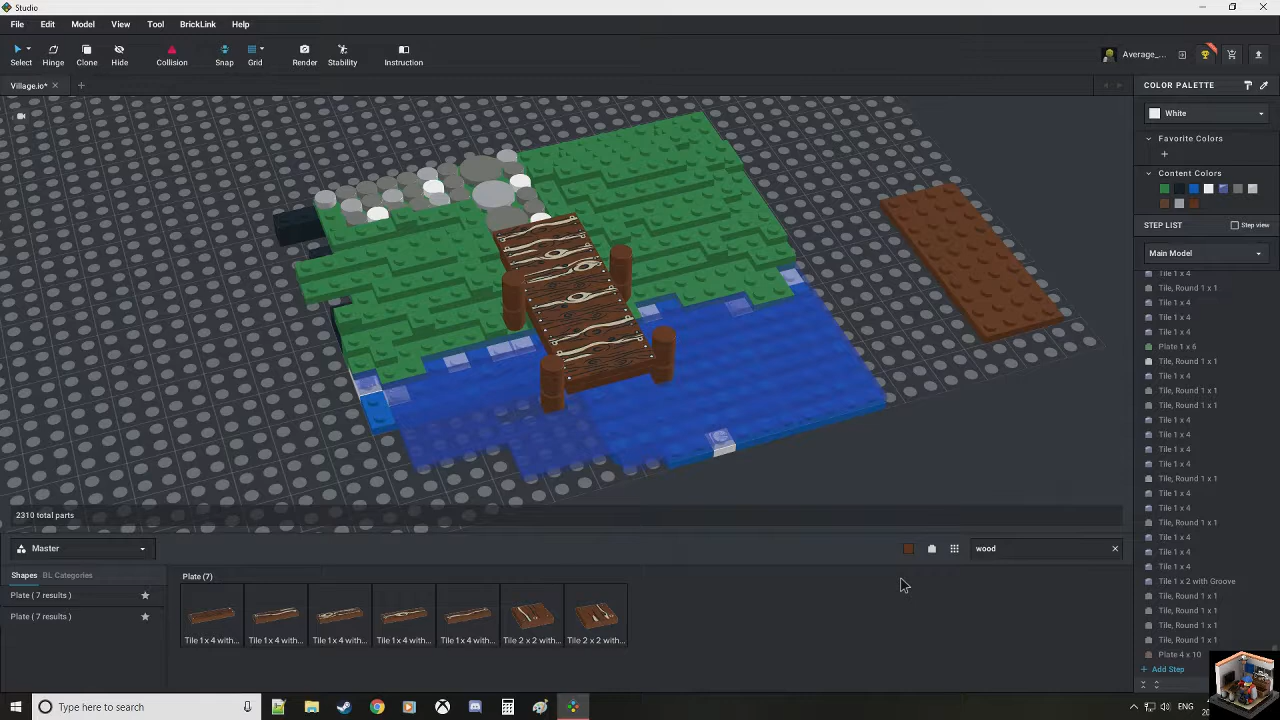 Studio
File Edit Model View Tool BrickLink Help
Select Hinge Clone Hide Collision Snap Grid Render Stability Instruction
Average_...
Village.io*
COLOR PALETTE
White
Favorite Colors
Content Colors
STEP LIST
Step view
Main Model
Tile 1 x 4
Tile, Round 1 x 1
Tile 1 x 4
Tile 1 x 4
Tile 1 x 4
Plate 1 x 6
Tile, Round 1 x 1
Tile 1 x 4
Tile, Round 1 x 1
Tile, Round 1 x 1
Tile 1 x 4
Tile 1 x 4
Tile 1 x 4
Tile 1 x 4
Tile, Round 1 x 1
Tile 1 x 4
Tile 1 x 4
Tile, Round 1 x 1
Tile 1 x 4
Tile 1 x 4
Tile 1 x 4
Tile 1 x 2 with Groove
Tile, Round 1 x 1
Tile, Round 1 x 1
Tile, Round 1 x 1
Tile, Round 1 x 1
Plate 4 x 10
+ Add Step
2310 total parts
Master
wood
Shapes BL Categories
Plate (7)
Plate ( 7 results )
Plate ( 7 results )
Tile 1 x 4 with... Tile 1 x 4 with... Tile 1 x 4 with... Tile 1 x 4 with... Tile 1 x 4 with... Tile 2 x 2 with... Tile 2 x 2 with...
Type here to search
ENG